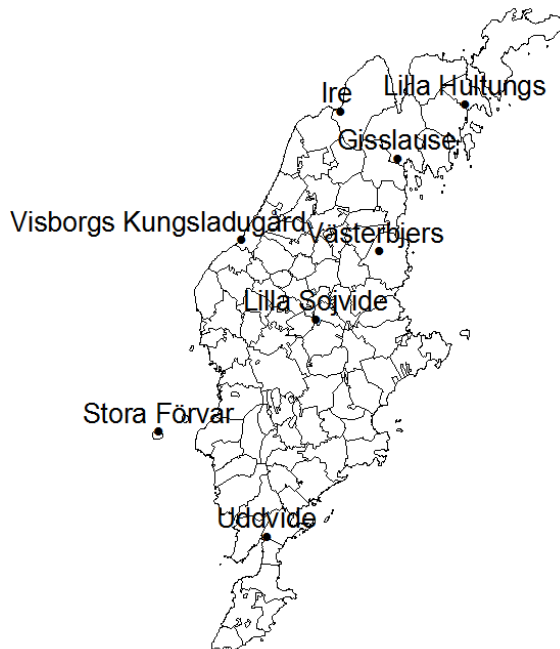 Lilla Hultungs
Ire
Gisslause
Visborgs Kungsladugård
Västerbjers
Lilla Sojvide
Stora Förvar
Uddvide